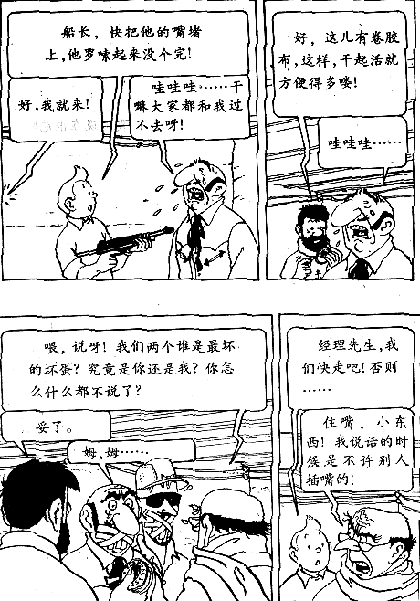 船长，快把他的嘴堵
上，他罗嗦起来没个完！
好，我就来！
哇哇哇……干
嘛大家都和我过
不去呀！
好，这儿有卷胶
布，这样，干起活就
方便得多喽！
哇哇哇……
喂，说呀！我们两个谁是最坏
的坏蛋？究竟是你还是我？你怎
么什么都不说了？
妥了。
姆、姆……
经理先生，我
们快走吧！否则
……
住嘴，小东
西！我说话的时
候是不许别人
插嘴的！